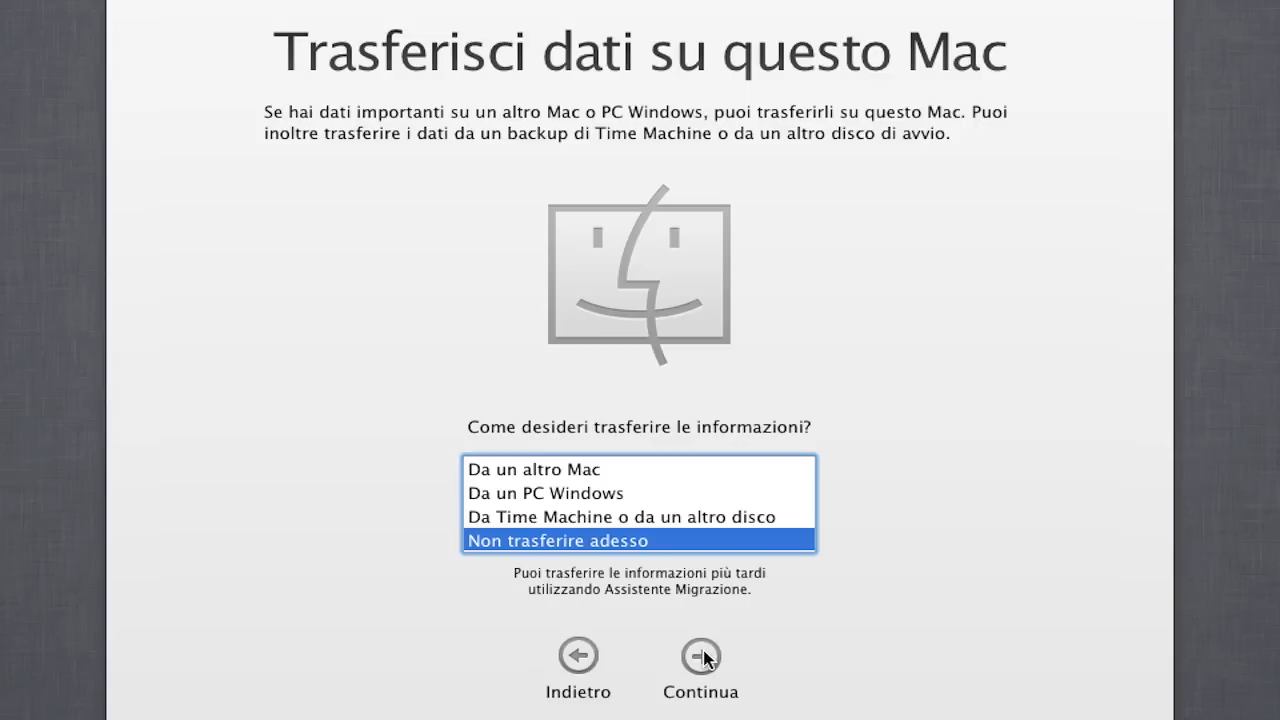 Trasferisci dati su questo Mac
Se hai dati importanti su un altro Mac o PC Windows, puoi trasferirli su questo Mac. Puoi
inoltre trasferire i dati da un backup di Time Machine o da un altro disco di avvio.
Come desideri trasferire le informazioni?
Da un altro Mac
Da un PC Windows
Da Time Machine o da un altro disco
Non trasferire adesso
Puoi trasferire le informazioni più tardi
utilizzando Assistente Migrazione.
Indietro
Continua